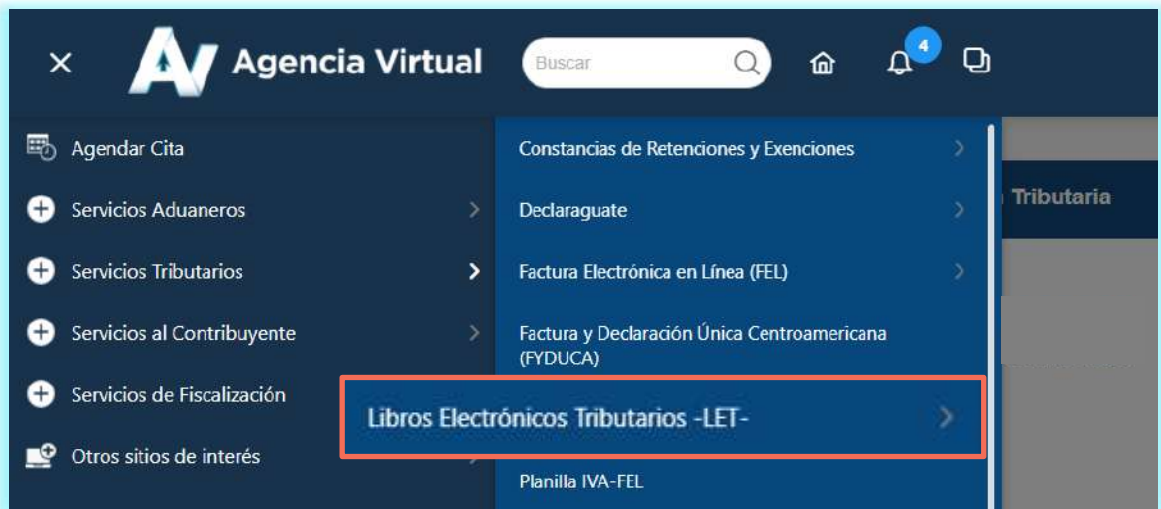 Agencia Virtual
Buscar
4
Agendar Cita
Servicios Aduaneros
Servicios Tributarios
Servicios al Contribuyente
Servicios de Fiscalización
Otros sitios de interés
Constancias de Retenciones y Exenciones
Declaraguate
Factura Electrónica en Línea (FEL)
Factura y Declaración Única Centroamericana
(FYDUCA)
Libros Electrónicos Tributarios -LET-
Planilla IVA-FEL
Tributaria